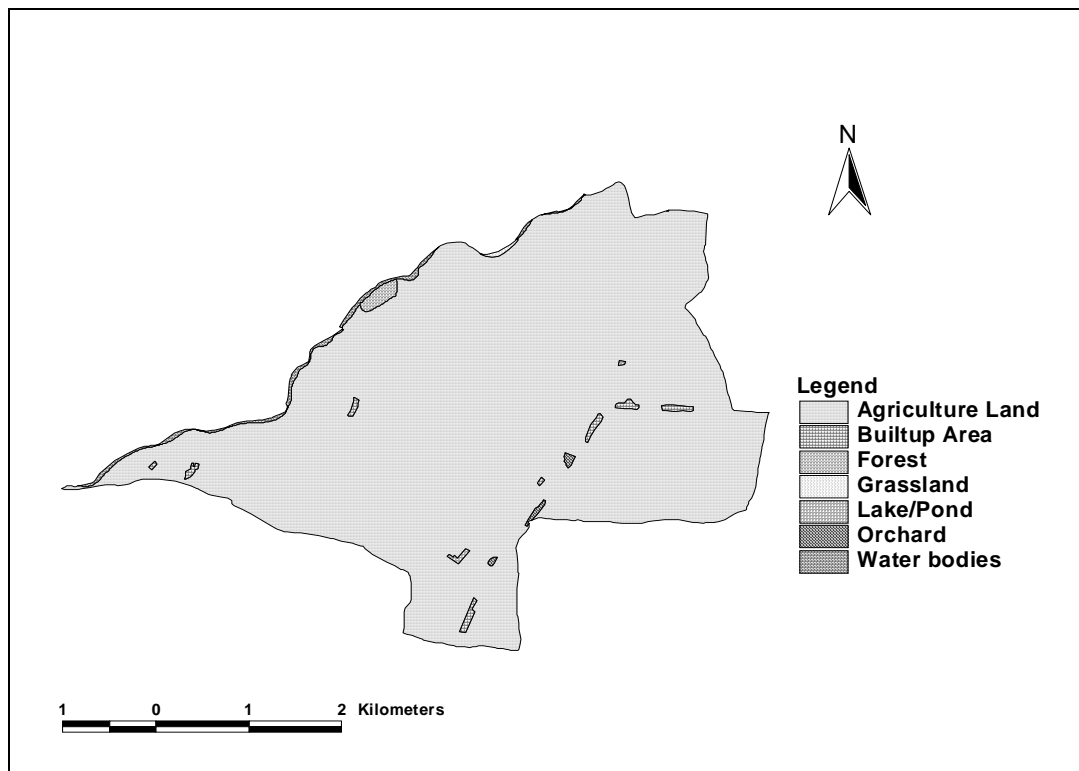 N
Legend
Agriculture Land
Builtup Area
Forest
Grassland
Lake/Pond
Orchard
Water bodies
1 0 1 2 Kilometers